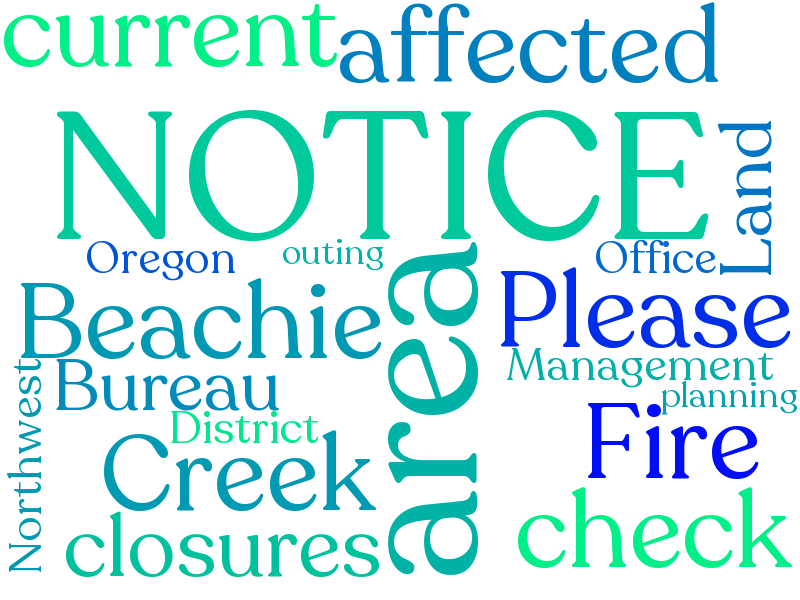 current
affected
NOTICE
Land
Oregon
outing
Office
area
Beachie
Please
Management
Bureau
planning
Northwest
District
Fire
Creek
check
closures